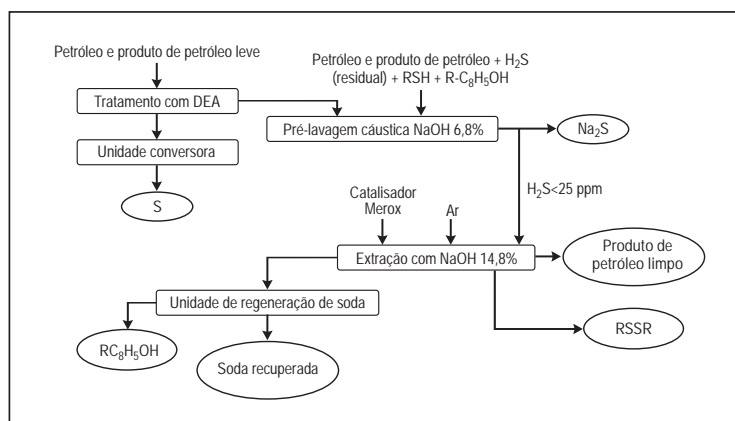 Petróleo e produto de petróleo leve
Petróleo e produto de petróleo + H₂S
(residual) + RSH + R-C₈H₅OH
Tratamento com DEA
Pré-lavagem cáustica NaOH 6,8%
Na₂S
Unidade conversora
S
H₂S<25 ppm
Catalisador
Merox
Ar
Extração com NaOH 14,8%
Produto de
petróleo limpo
Unidade de regeneração de soda
RC₈H₅OH
Soda recuperada
RSSR